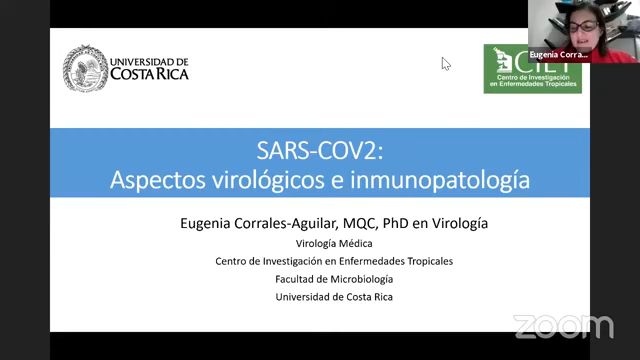 UNIVERSIDAD DE
COSTA RICA
CIET
Centro de Investigación
en Enfermedades Tropicales
Eugenia Corra...
SARS-COV2:
Aspectos virológicos e inmunopatología
Eugenia Corrales-Aguilar, MQC, PhD en Virología
Virología Médica
Centro de Investigación en Enfermedades Tropicales
Facultad de Microbiología
Universidad de Costa Rica
zoom